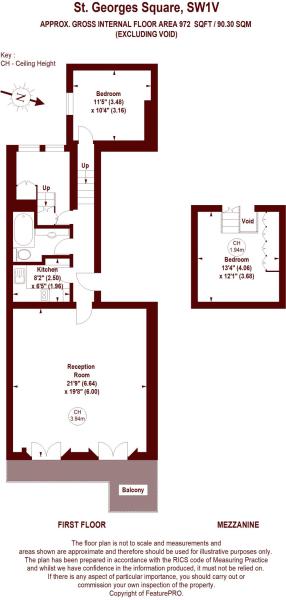 St. Georges Square, SW1V
APPROX. GROSS INTERNAL FLOOR AREA 972 SQFT / 90.30 SQM
(EXCLUDING VOID)
Key :
CH - Ceiling Height
N
Bedroom
11'5" (3.48)
x 10'4" (3.16)
Up
Up
Kitchen
8'2" (2.50)
x 6'5" (1.96)
Reception
Room
21'9" (6.64)
x 19'8" (6.00)
CH
3.94m
Balcony
Void
CH
1.94m
Bedroom
13'4" (4.06)
x 12'1" (3.68)
FIRST FLOOR
MEZZANINE
The floor plan is not to scale and measurements and
areas shown are approximate and therefore should be used for illustrative purposes only.
The plan has been prepared in accordance with the RICS code of Measuring Practice
and whilst we have confidence in the information produced, it must not be relied on.
If there is any aspect of particular importance, you should carry out or
commission your own inspection of the property.
Copyright of FeaturePRO.